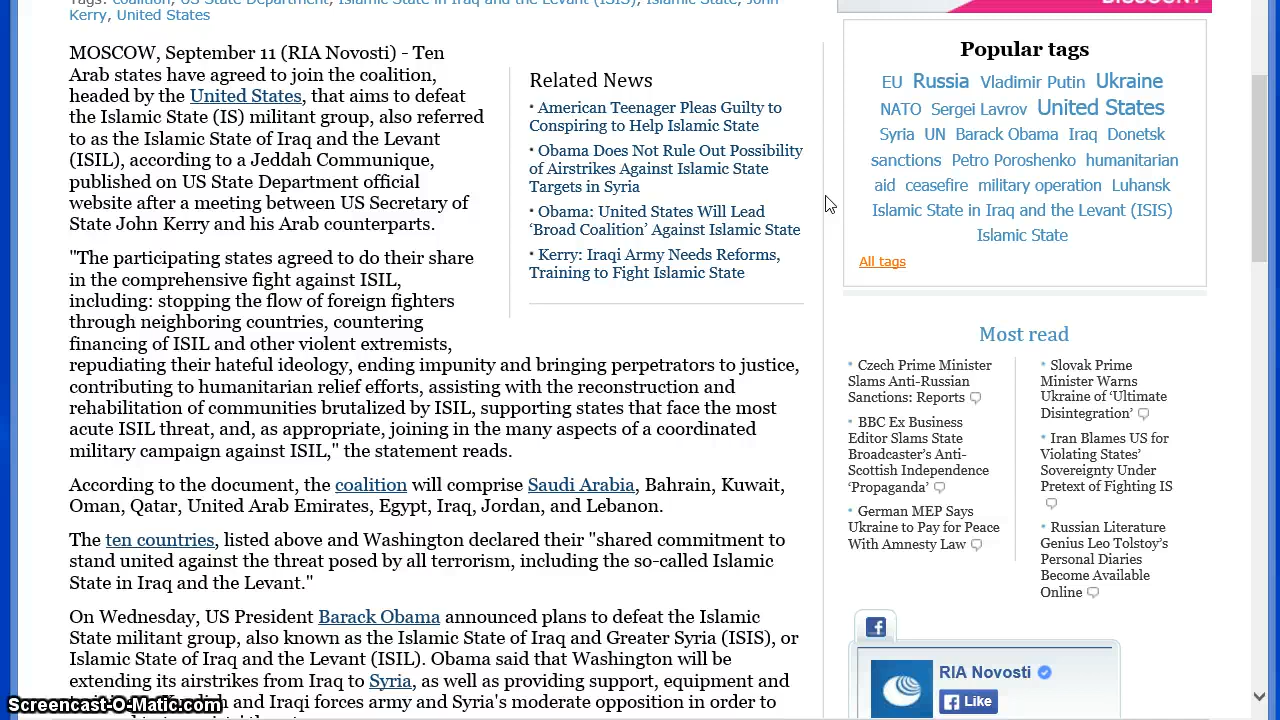 Tags: coalition, US State Department, Islamic State in Iraq and the Levant (ISIS), Islamic State, John
Kerry, United States
DISCOUNT
MOSCOW, September 11 (RIA Novosti) - Ten
Arab states have agreed to join the coalition,
headed by the United States, that aims to defeat
the Islamic State (IS) militant group, also referred
to as the Islamic State of Iraq and the Levant
(ISIL), according to a Jeddah Communique,
published on US State Department official
website after a meeting between US Secretary of
State John Kerry and his Arab counterparts.
"The participating states agreed to do their share
in the comprehensive fight against ISIL,
including: stopping the flow of foreign fighters
through neighboring countries, countering
financing of ISIL and other violent extremists,
repudiating their hateful ideology, ending impunity and bringing perpetrators to justice,
contributing to humanitarian relief efforts, assisting with the reconstruction and
rehabilitation of communities brutalized by ISIL, supporting states that face the most
acute ISIL threat, and, as appropriate, joining in the many aspects of a coordinated
military campaign against ISIL," the statement reads.
According to the document, the coalition will comprise Saudi Arabia, Bahrain, Kuwait,
Oman, Qatar, United Arab Emirates, Egypt, Iraq, Jordan, and Lebanon.
The ten countries, listed above and Washington declared their "shared commitment to
stand united against the threat posed by all terrorism, including the so-called Islamic
State in Iraq and the Levant."
On Wednesday, US President Barack Obama announced plans to defeat the Islamic
State militant group, also known as the Islamic State of Iraq and Greater Syria (ISIS), or
Islamic State of Iraq and the Levant (ISIL). Obama said that Washington will be
extending its airstrikes from Iraq to Syria, as well as providing support, equipment and
and Iraqi forces army and Syria's moderate opposition in order to
Related News
• American Teenager Pleas Guilty to
Conspiring to Help Islamic State
• Obama Does Not Rule Out Possibility
of Airstrikes Against Islamic State
Targets in Syria
• Obama: United States Will Lead
‘Broad Coalition’ Against Islamic State
• Kerry: Iraqi Army Needs Reforms,
Training to Fight Islamic State
Popular tags
EU Russia Vladimir Putin Ukraine
NATO Sergei Lavrov United States
Syria UN Barack Obama Iraq Donetsk
sanctions Petro Poroshenko humanitarian
aid ceasefire military operation Luhansk
Islamic State in Iraq and the Levant (ISIS)
Islamic State
All tags
Most read
• Czech Prime Minister
Slams Anti-Russian
Sanctions: Reports
• BBC Ex Business
Editor Slams State
Broadcaster’s Anti-
Scottish Independence
‘Propaganda’
• German MEP Says
Ukraine to Pay for Peace
With Amnesty Law
• Slovak Prime
Minister Warns
Ukraine of ‘Ultimate
Disintegration’
• Iran Blames US for
Violating States’
Sovereignty Under
Pretext of Fighting IS
• Russian Literature
Genius Leo Tolstoy’s
Personal Diaries
Become Available
Online
RIA Novosti
Like
Screencast-O-Matic.com